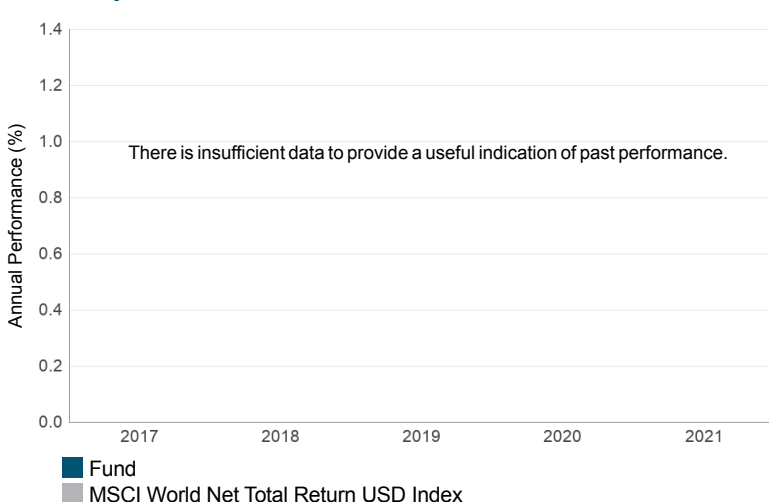 1.4
1.2
1.0
There is insufficient data to provide a useful indication of past performance.
0.8
0.6
0.4
0.2
0.0
Annual Performance (%)
2017 2018 2019 2020 2021
Fund
MSCI World Net Total Return USD Index